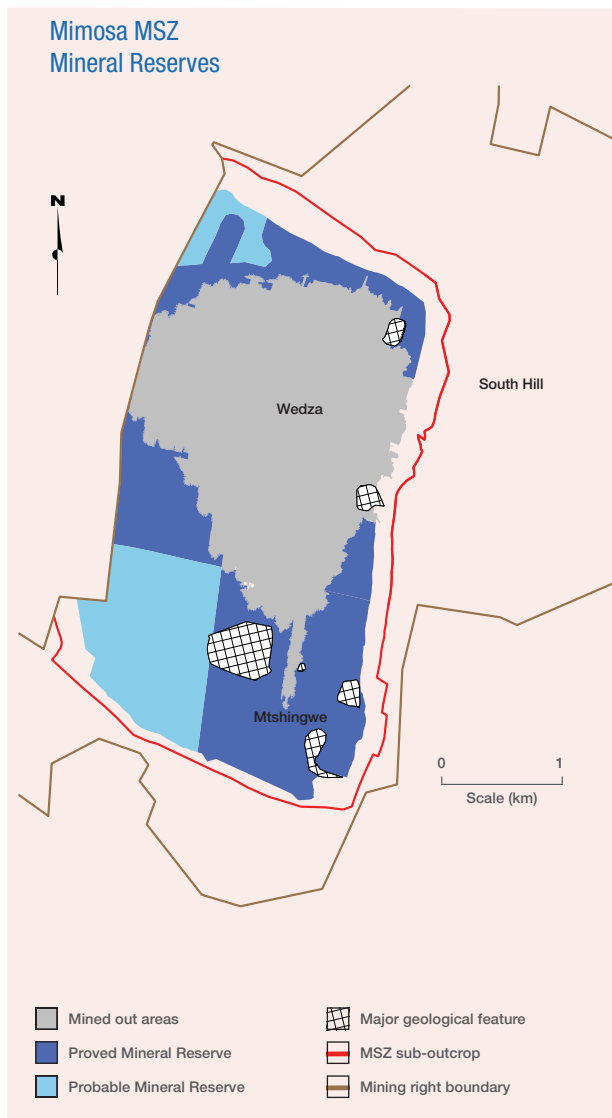 Mimosa MSZ
Mineral Reserves
N
South Hill
Wedza
Mtshingwe
0 1
Scale (km)
Mined out areas
Major geological feature
Proved Mineral Reserve
MSZ sub-outcrop
Probable Mineral Reserve
Mining right boundary